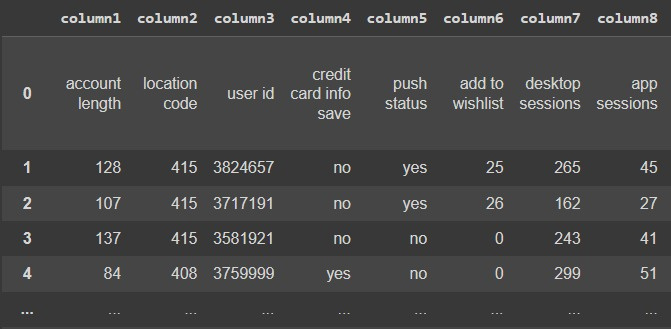 column1 column2 column3 column4 column5 column6 column7 column8
0 account length location code user id credit card info save push status add to wishlist desktop sessions app sessions
1 128 415 3824657 no yes 25 265 45
2 107 415 3717191 no yes 26 162 27
3 137 415 3581921 no no 0 243 41
4 84 408 3759999 yes no 0 299 51
... ... ... ... ... ... ... ... ...